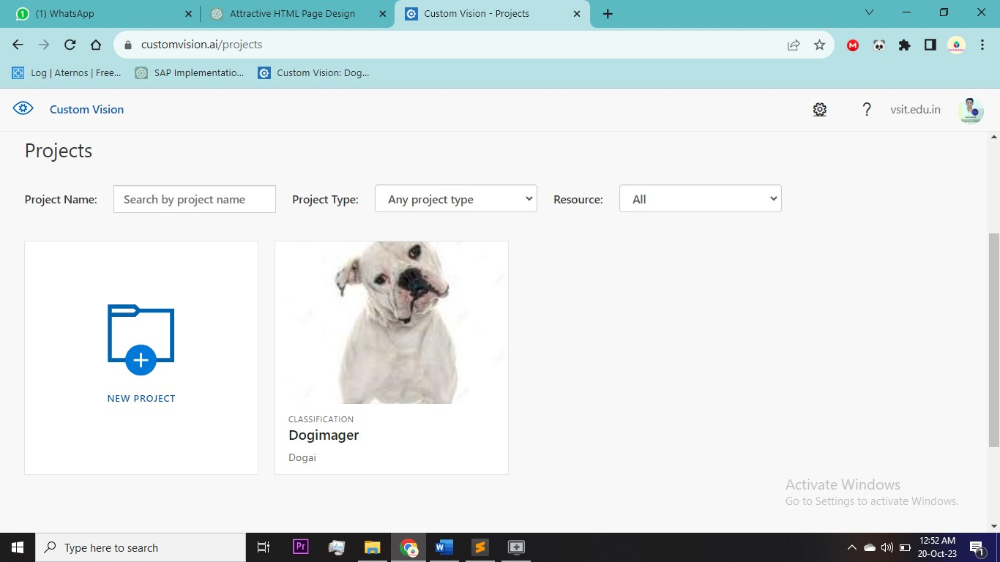 (1) WhatsApp
Attractive HTML Page Design
Custom Vision - Projects
customvision.ai/projects
Log | Aternos | Free...
SAP Implementatio...
Custom Vision: Dog...
Custom Vision
? vsit.edu.in
Projects
Project Name: Search by project name Project Type: Any project type Resource: All
NEW PROJECT
CLASSIFICATION
Dogimager
Dogai
Activate Windows
Go to Settings to activate Windows.
Type here to search
Pr
12:52 AM
20-Oct-23
1